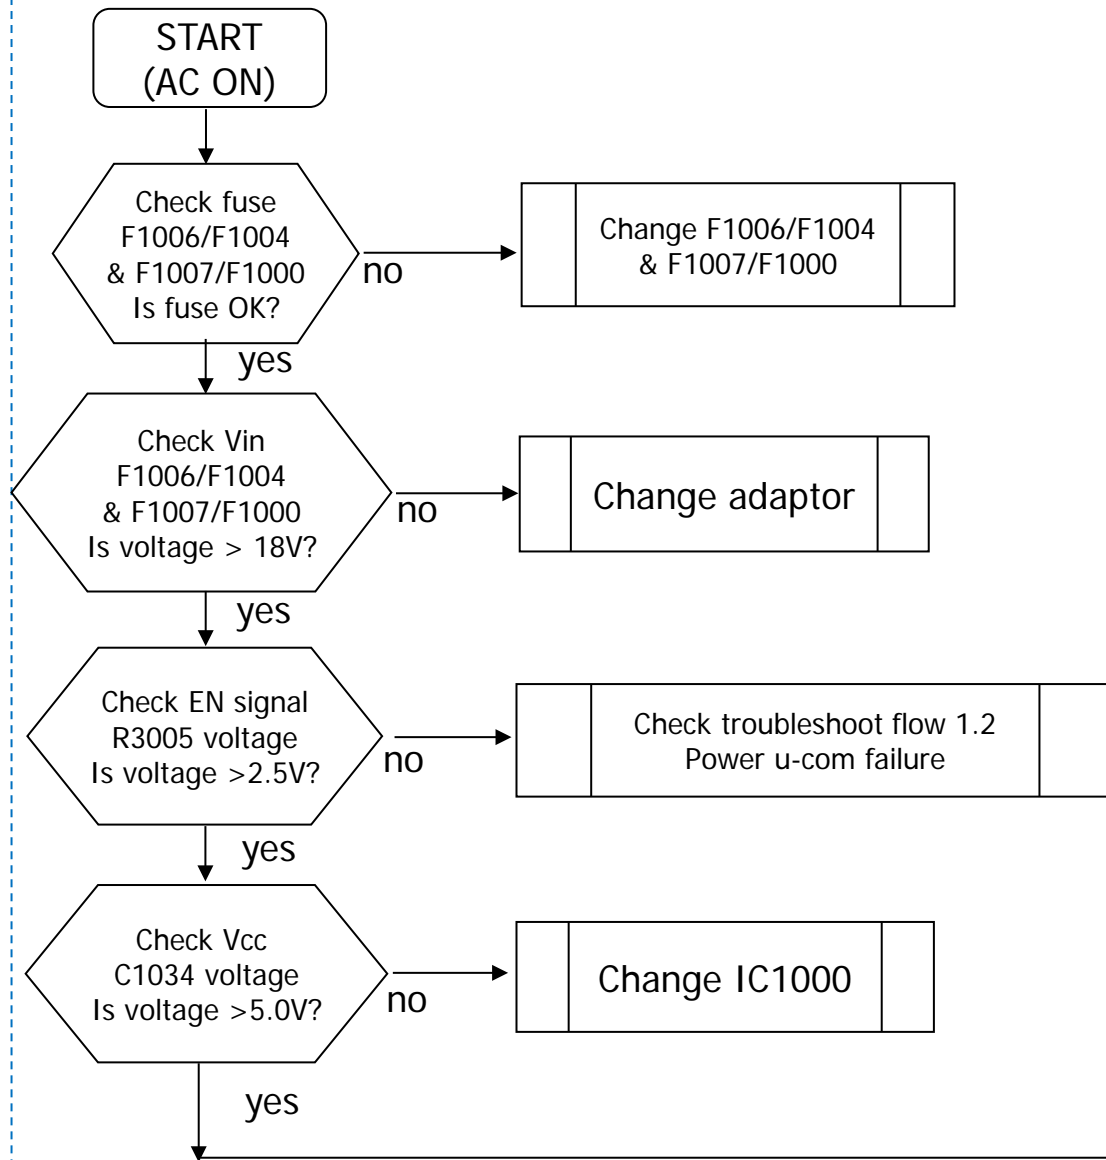 START
(AC ON)
Check fuse
F1006/F1004
& F1007/F1000
Is fuse OK?
no
Change F1006/F1004
& F1007/F1000
yes
Check Vin
F1006/F1004
& F1007/F1000
Is voltage > 18V?
no
Change adaptor
yes
Check EN signal
R3005 voltage
Is voltage >2.5V?
no
Check troubleshoot flow 1.2
Power u-com failure
yes
Check Vcc
C1034 voltage
Is voltage >5.0V?
no
Change IC1000
yes